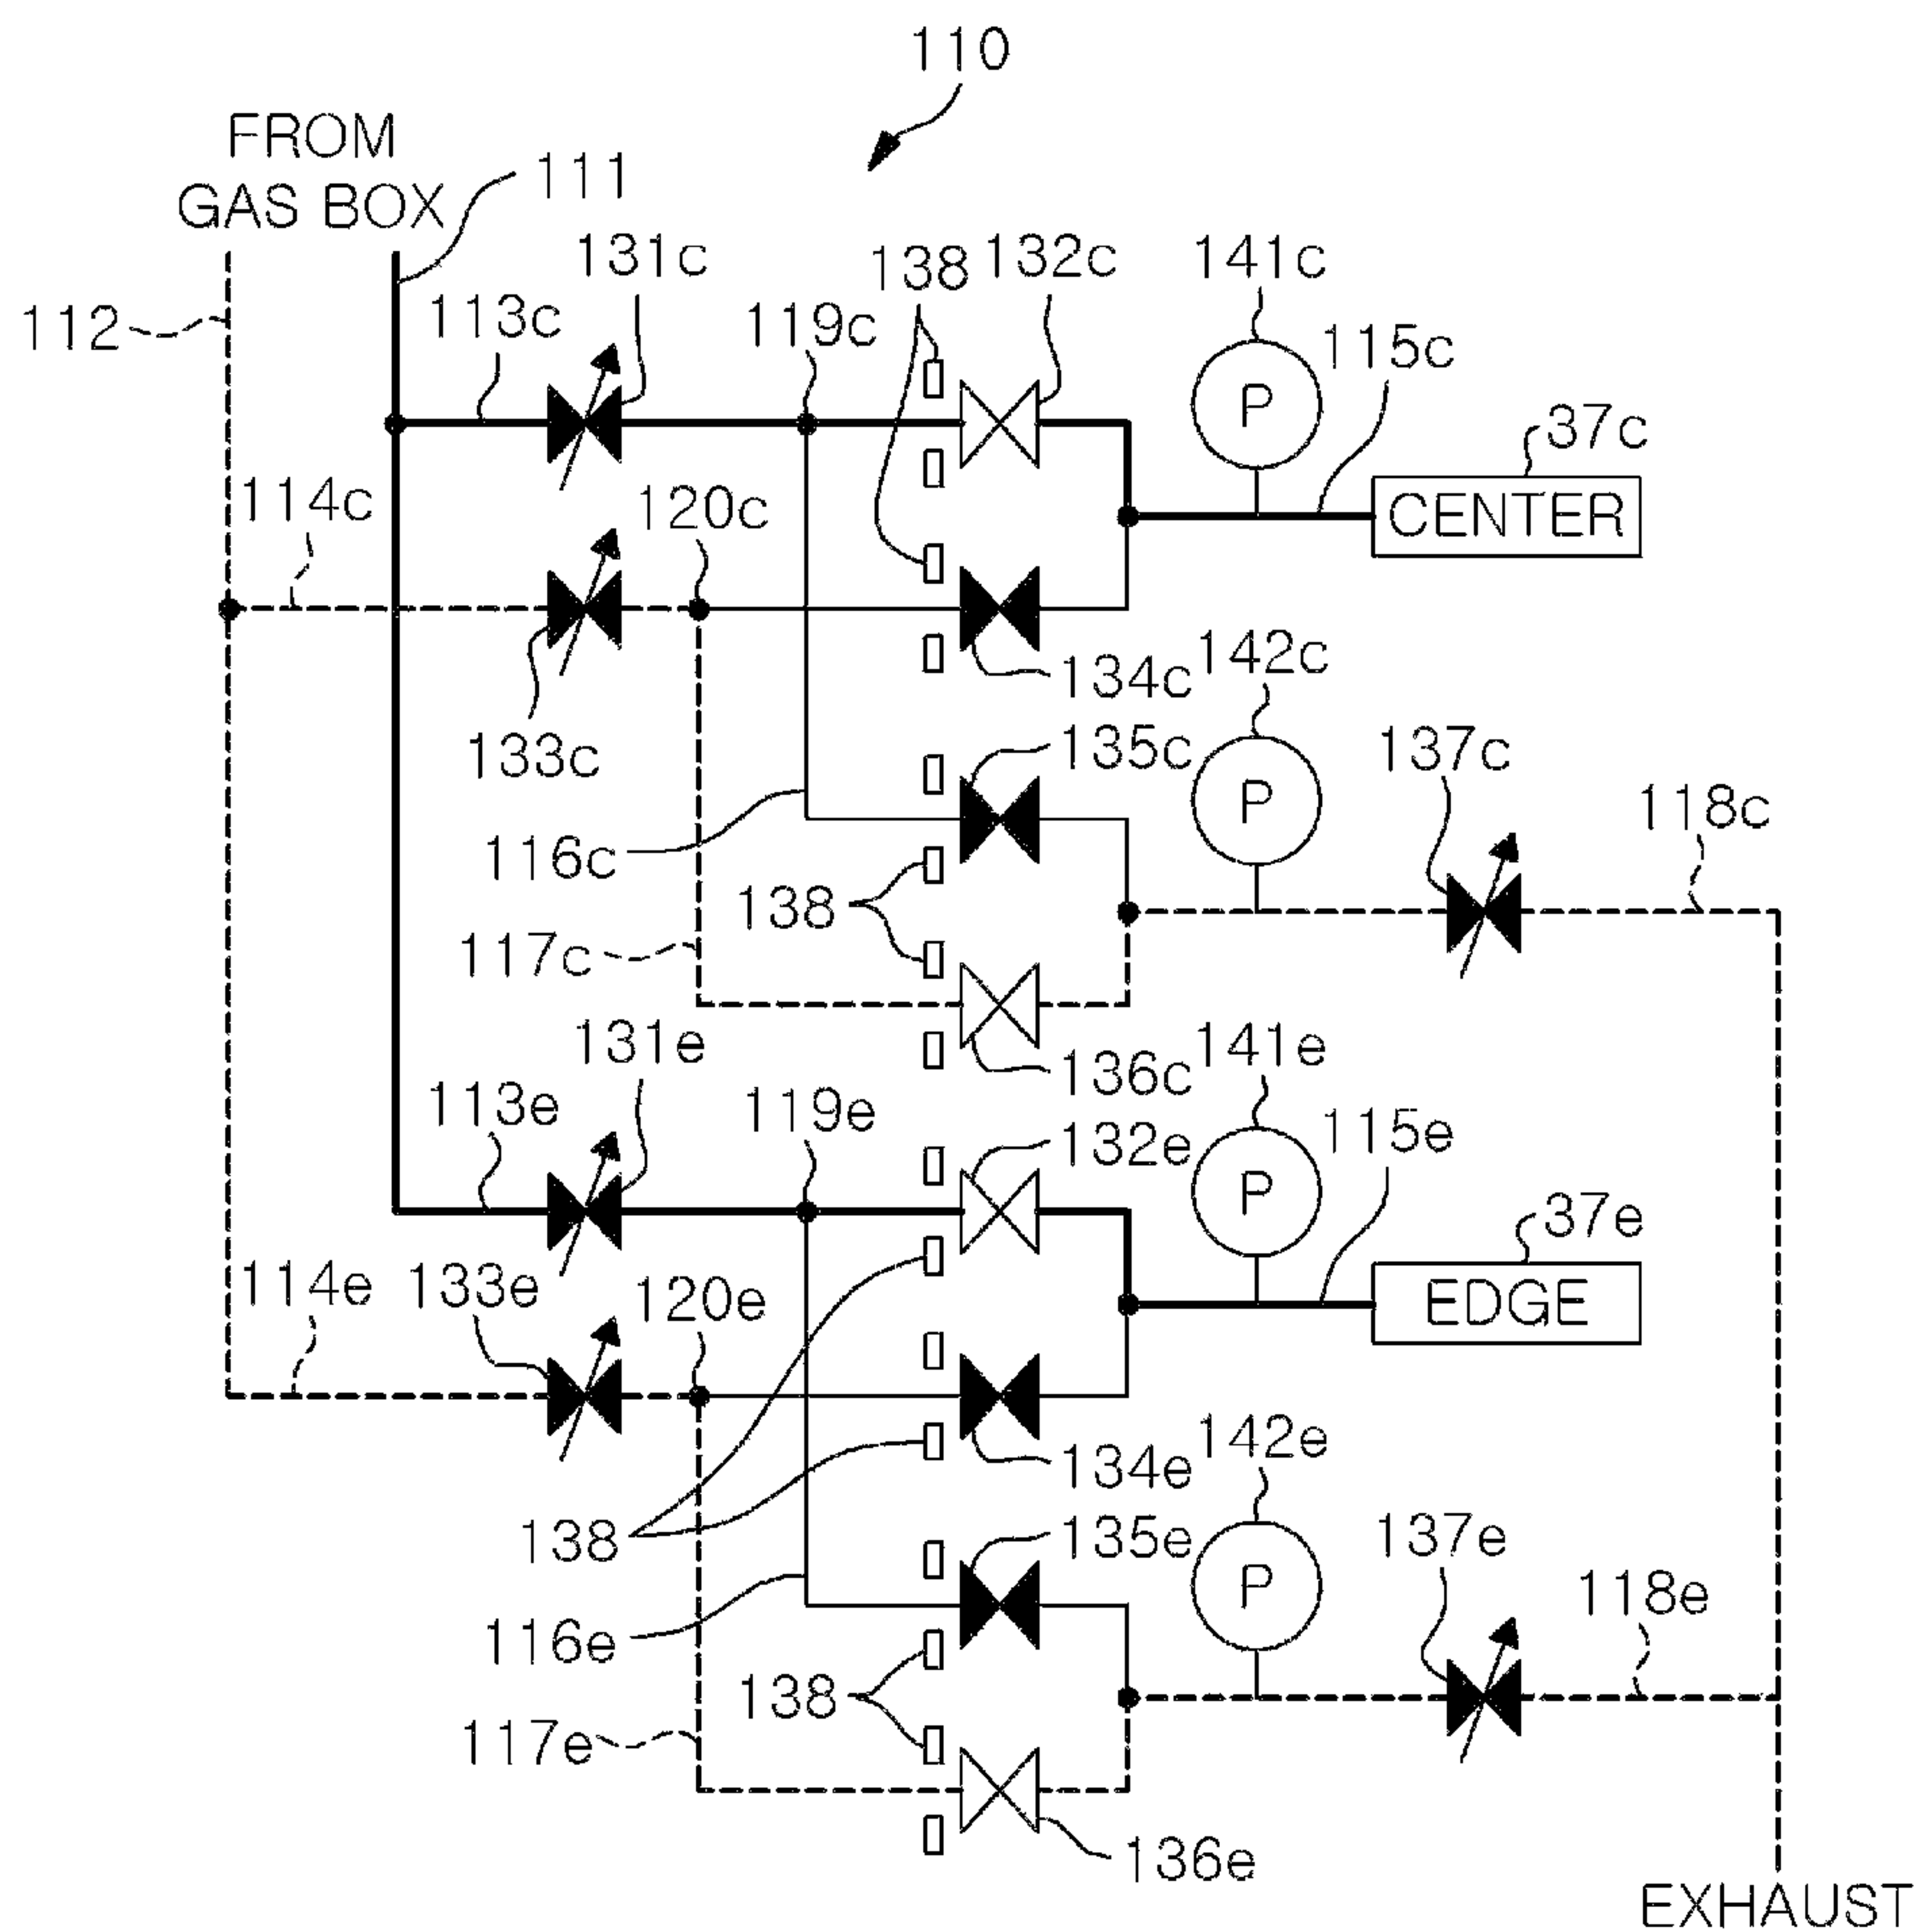 110
FROM
GAS BOX
111
131c
138
132c
141c
112
113c
119c
115c
P
37c
114c
120c
CENTER
133c
134c
142c
135c
137c
P
118c
116c
138
117c
131e
136c
141e
113e
119e
132e
115e
P
37e
114e
133e
120e
EDGE
134e
142e
138
135e
137e
P
118e
116e
138
117e
136e
EXHAUST